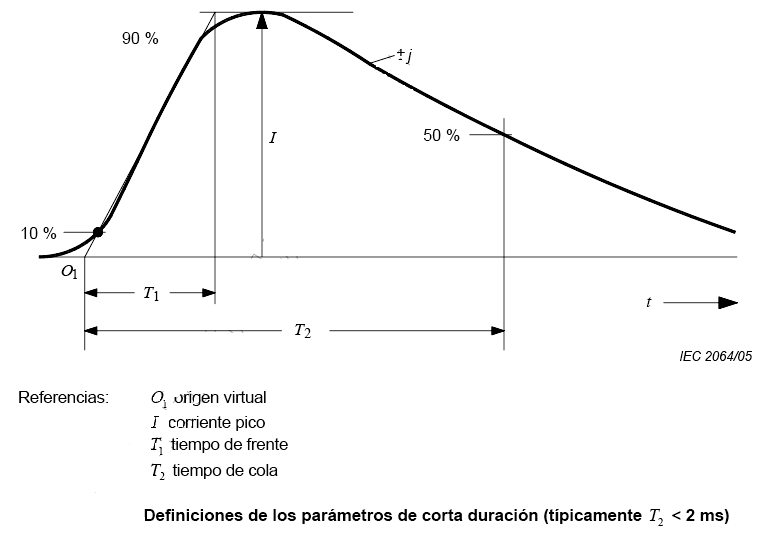 90 %
± i
I
50 %
10 %
O1
T1
t
T2
IEC 2064/05
Referencias: O1 origen virtual
I corriente pico
T1 tiempo de frente
T2 tiempo de cola
Definiciones de los parámetros de corta duración (típicamente T2 < 2 ms)